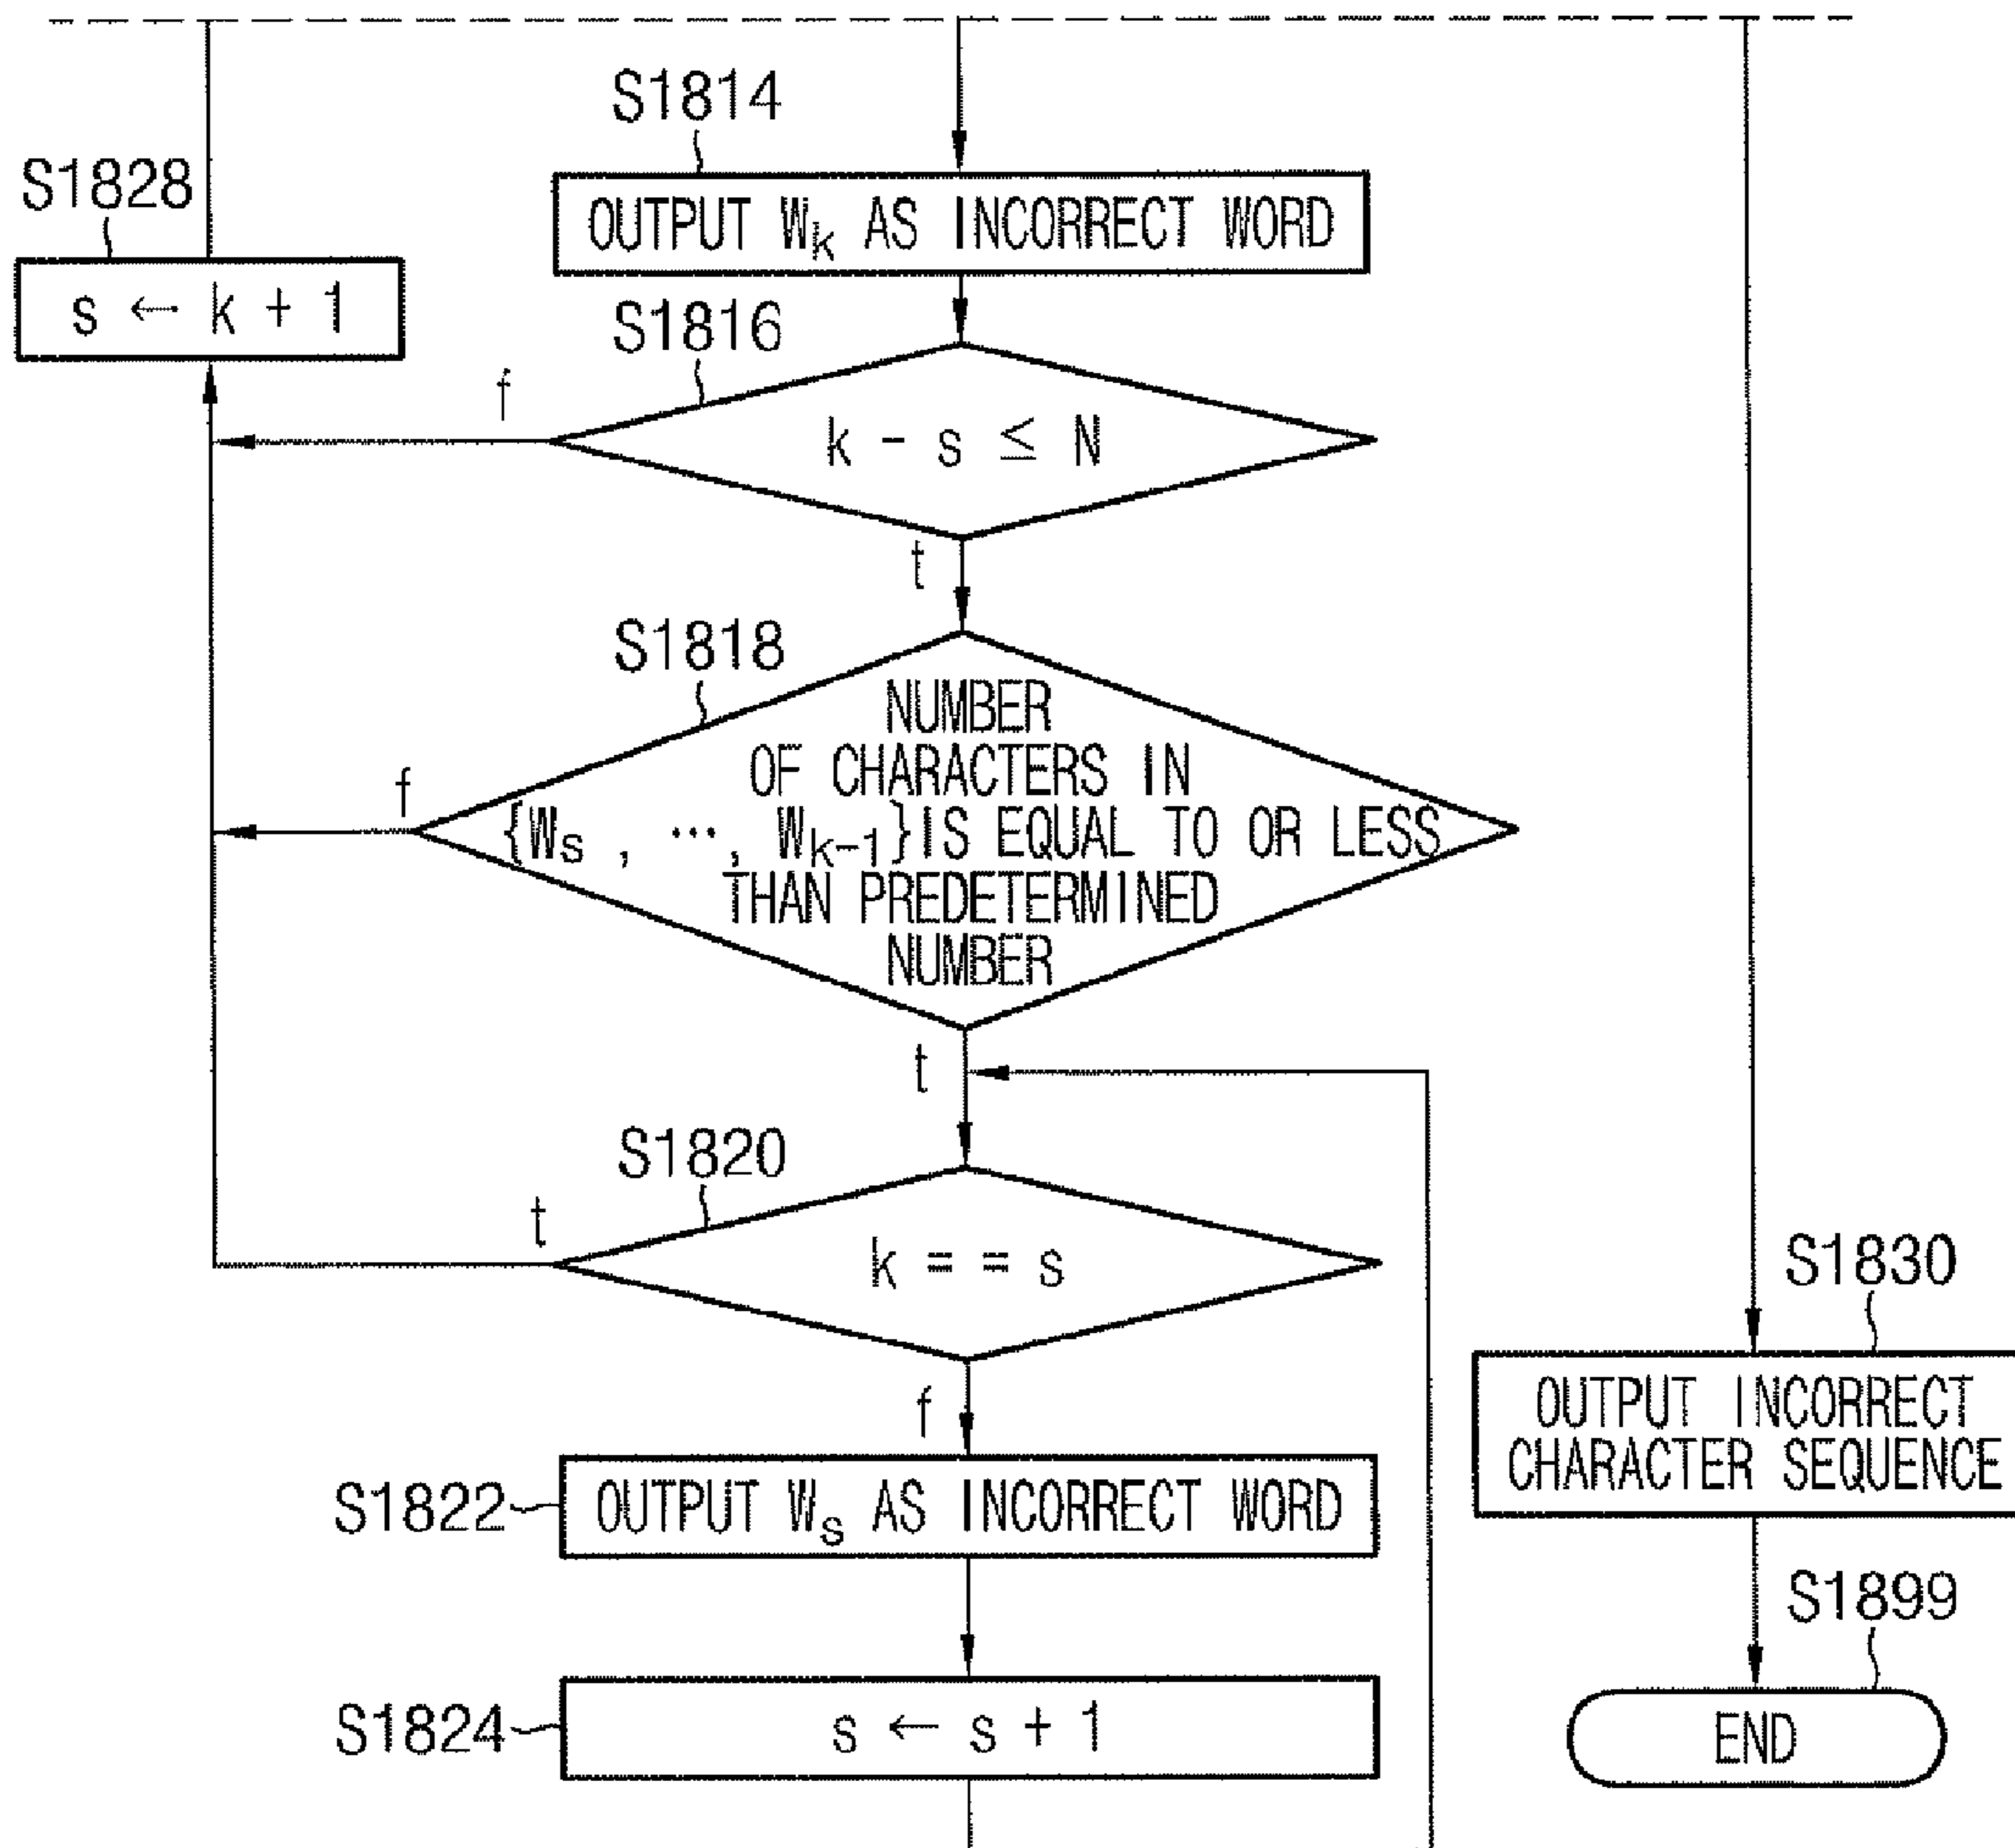 S1814
OUTPUT Wk AS INCORRECT WORD
S1828
s ← k + 1
S1816
f
k - s ≤ N
t
S1818
NUMBER
OF CHARACTERS IN
{Ws , ⋯, Wk-1}IS EQUAL TO OR LESS
THAN PREDETERMINED
NUMBER
f
t
S1820
t
k = = s
f
S1822
OUTPUT Ws AS INCORRECT WORD
S1824
s ← s + 1
S1830
OUTPUT INCORRECT
CHARACTER SEQUENCE
S1899
END